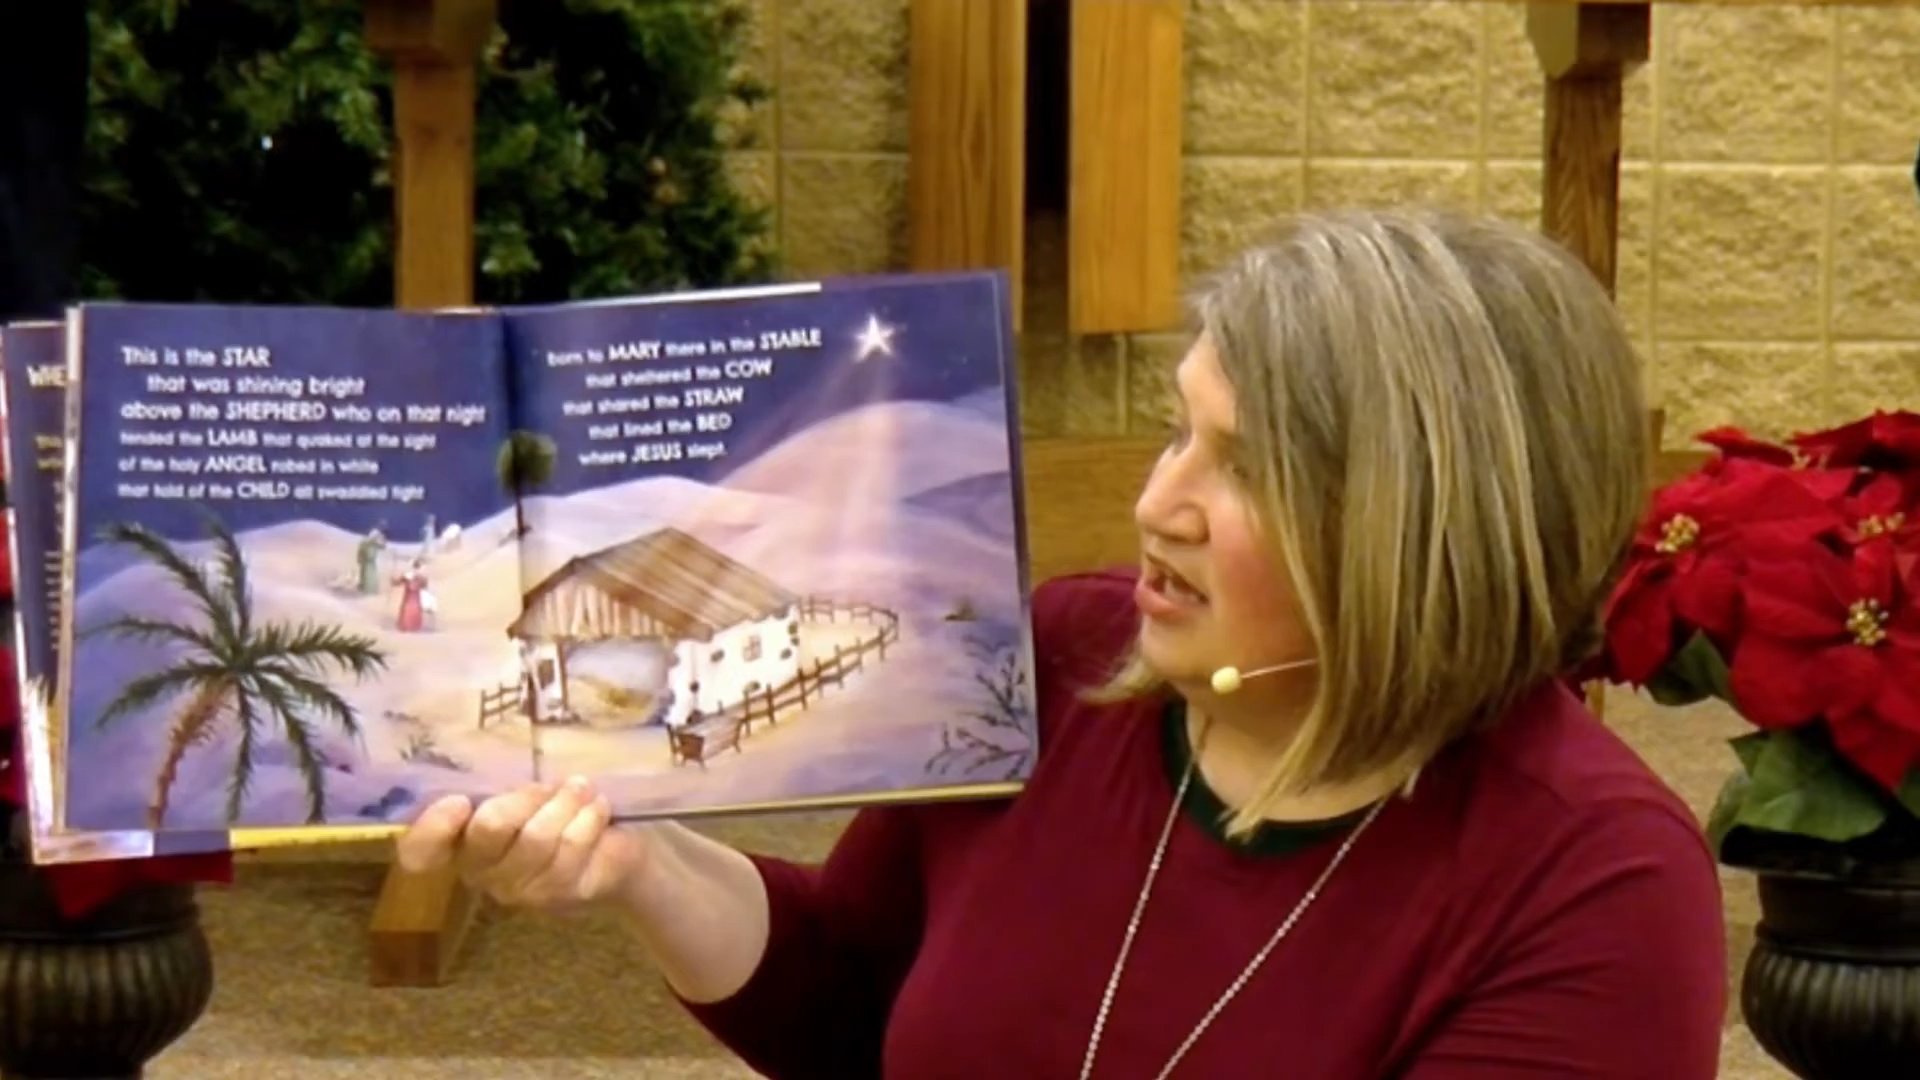 WHE
This is the STAR
that was shining bright
above the SHEPHERD who on that night
tended the LAMB that quaked at the sight
of the holy ANGEL robed in white
that told of the CHILD all swaddled tight
born to MARY there in the STABLE
that sheltered the COW
that shared the STRAW
that lined the BED
where JESUS slept.